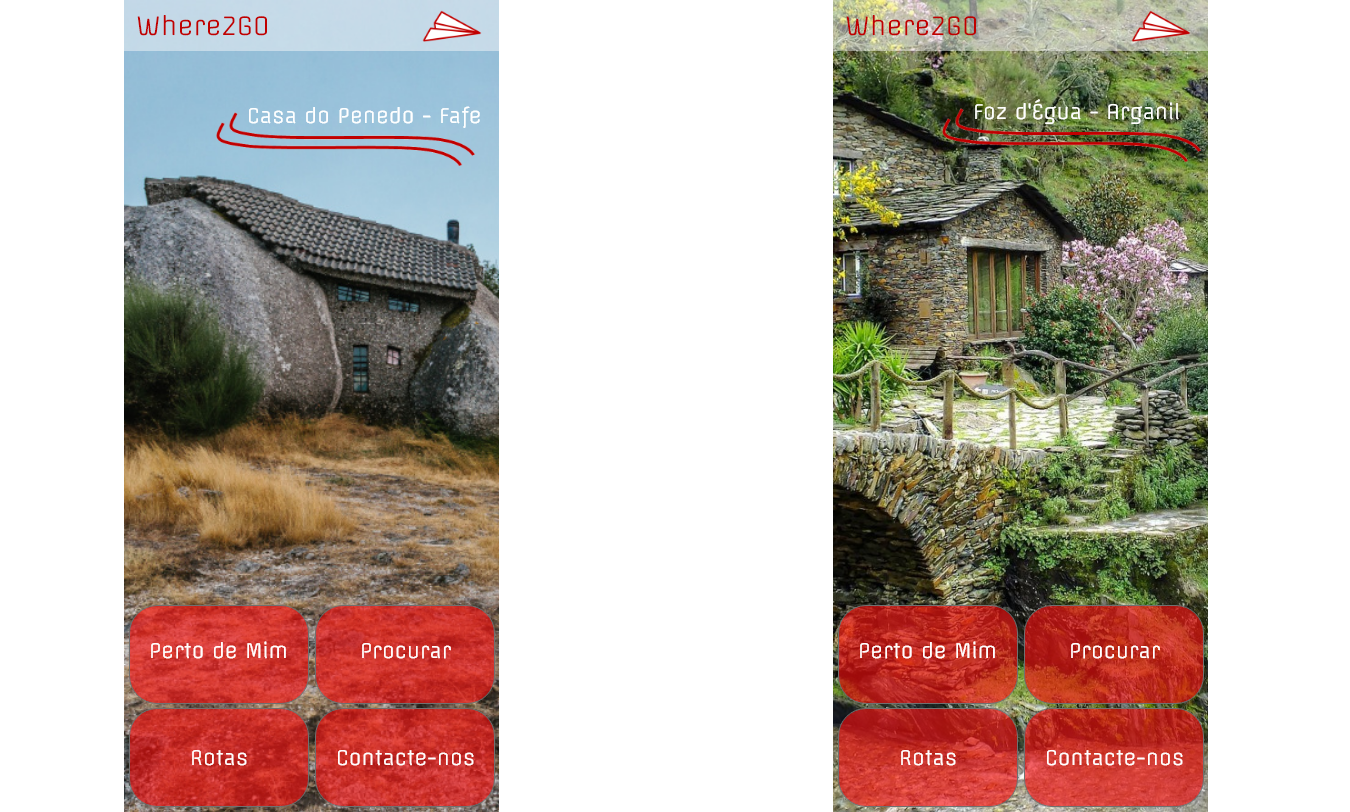 Where2GO
Casa do Penedo - Fafe
Perto de Mim
Procurar
Rotas
Contacte-nos
Where2GO
Foz d'Égua - Arganil
Perto de Mim
Procurar
Rotas
Contacte-nos